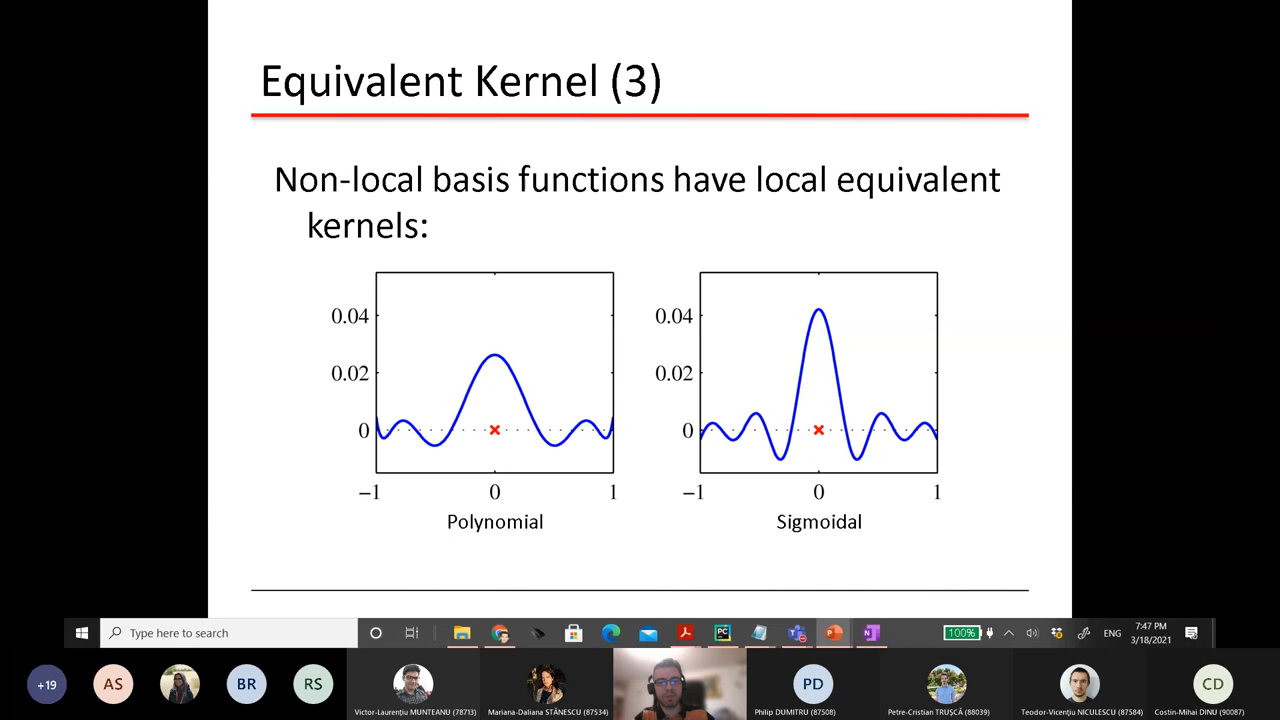 Equivalent Kernel (3)
Non-local basis functions have local equivalent
kernels:
0.04
0.02
0
−1
0
1
Polynomial
0.04
0.02
0
−1
0
1
Sigmoidal
Type here to search
PC
100%
ENG
7:47 PM
3/18/2021
+19
AS
BR
RS
PD
CD
Victor-Laurențiu MUNTEANU (78713)
Mariana-Daliana STĂNESCU (87534)
Philip DUMITRU (87508)
Petre-Cristian TRUȘCĂ (88039)
Teodor-Vicențiu NICULESCU (87584)
Costin-Mihai DINU (90087)